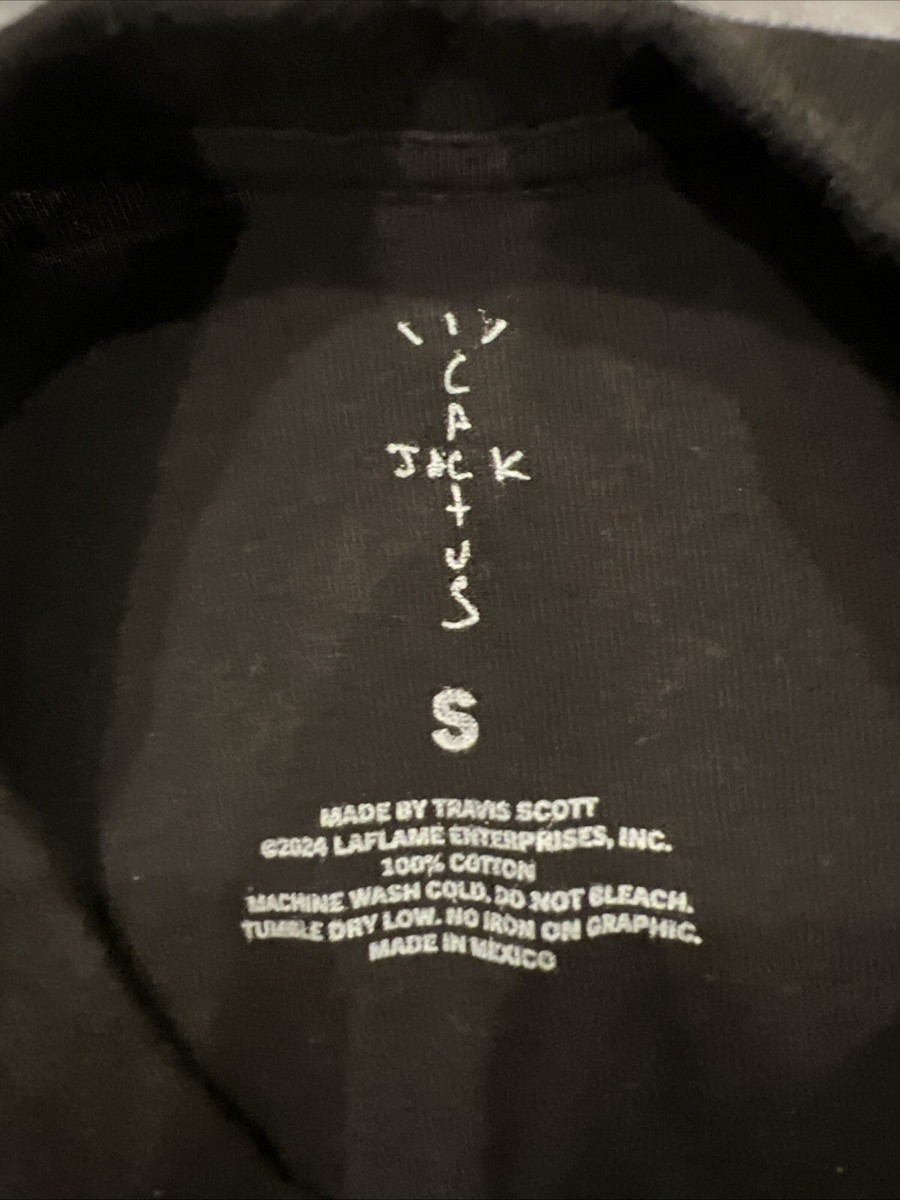 C
A
JACK
T
U
S
S
MADE BY TRAVIS SCOTT
©2024 LAFLAME ENTERPRISES, INC.
100% COTTON
MACHINE WASH COLD. DO NOT BLEACH.
TUMBLE DRY LOW. NO IRON ON GRAPHIC.
MADE IN MEXICO